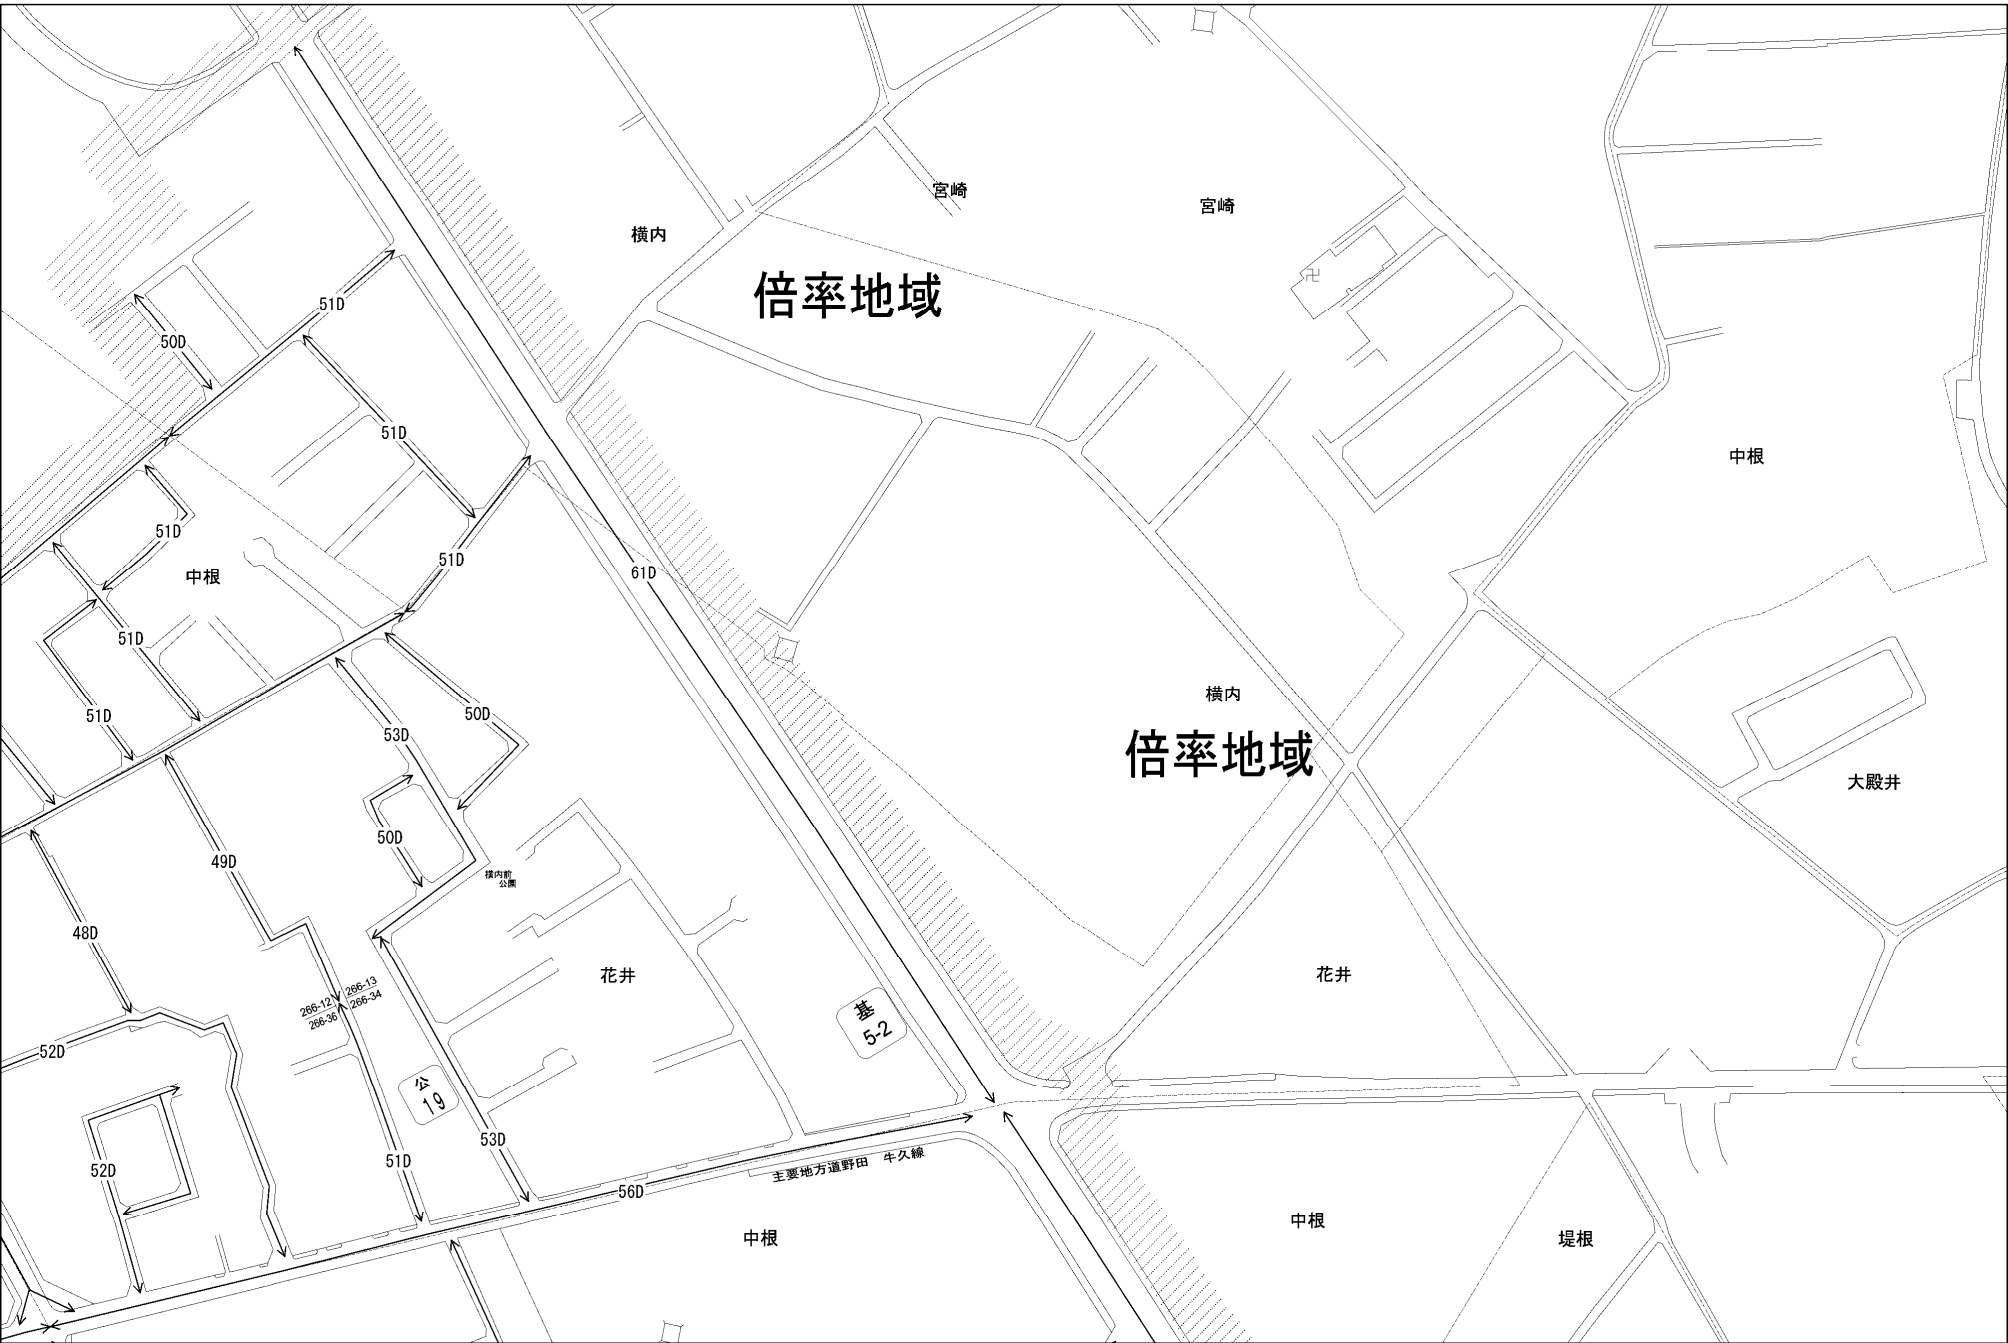 宮崎
宮崎
横内
倍率地域
卍
51D
50D
51D
中根
51D
51D
61D
中根
51D
51D
横内
50D
51D
53D
倍率地域
大殿井
50D
49D
横内前
公園
48D
花井
花井
266-12
266-13
266-36
266-34
基
5-2
52D
公
19
53D
51D
52D
主要地方道野田 牛久線
56D
中根
中根
堤根